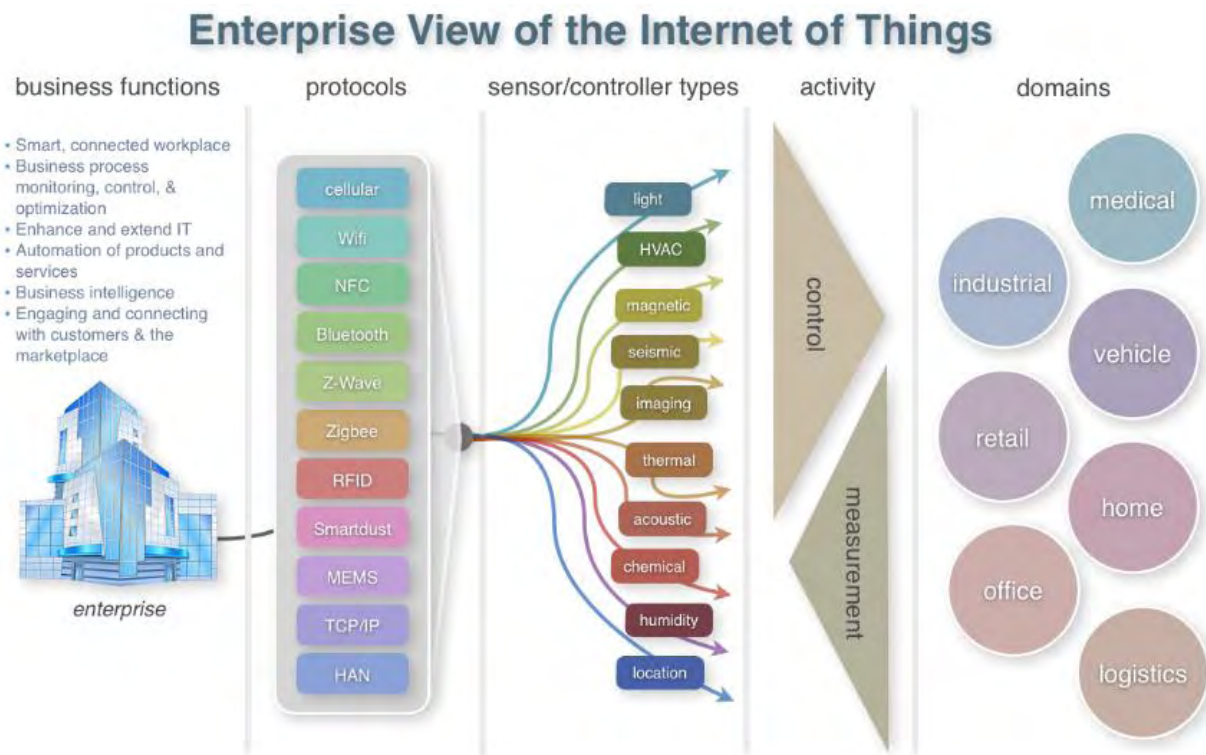 Enterprise View of the Internet of Things
business functions
protocols
sensor/controller types
activity
domains
• Smart, connected workplace
• Business process
monitoring, control, &
optimization
• Enhance and extend IT
• Automation of products and
services
• Business intelligence
• Engaging and connecting
with customers & the
marketplace
enterprise
cellular
Wifi
NFC
Bluetooth
Z-Wave
Zigbee
RFID
Smartdust
MEMS
TCP/IP
HAN
light
HVAC
magnetic
seismic
imaging
thermal
acoustic
chemical
humidity
location
control
measurement
medical
industrial
vehicle
retail
home
office
logistics